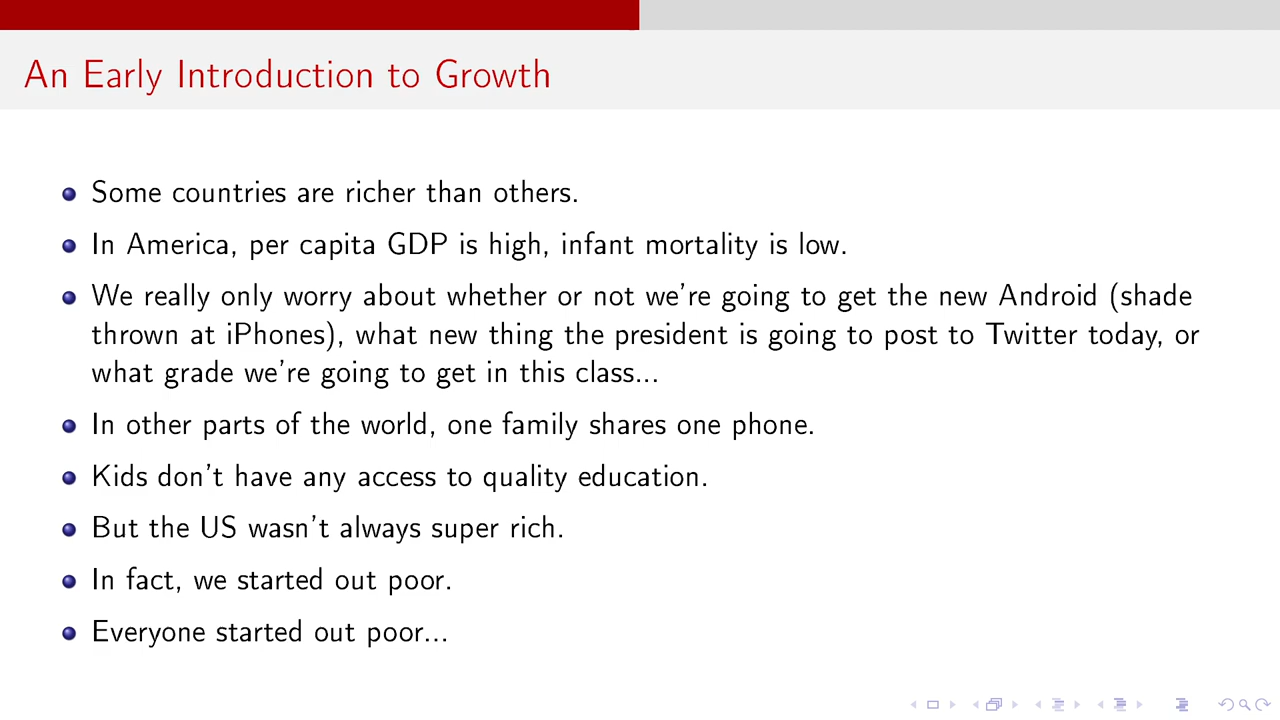 An Early Introduction to Growth
Some countries are richer than others.
In America, per capita GDP is high, infant mortality is low.
We really only worry about whether or not we're going to get the new Android (shade
thrown at iPhones), what new thing the president is going to post to Twitter today, or
what grade we're going to get in this class...
In other parts of the world, one family shares one phone.
Kids don't have any access to quality education.
But the US wasn't always super rich.
In fact, we started out poor.
Everyone started out poor...